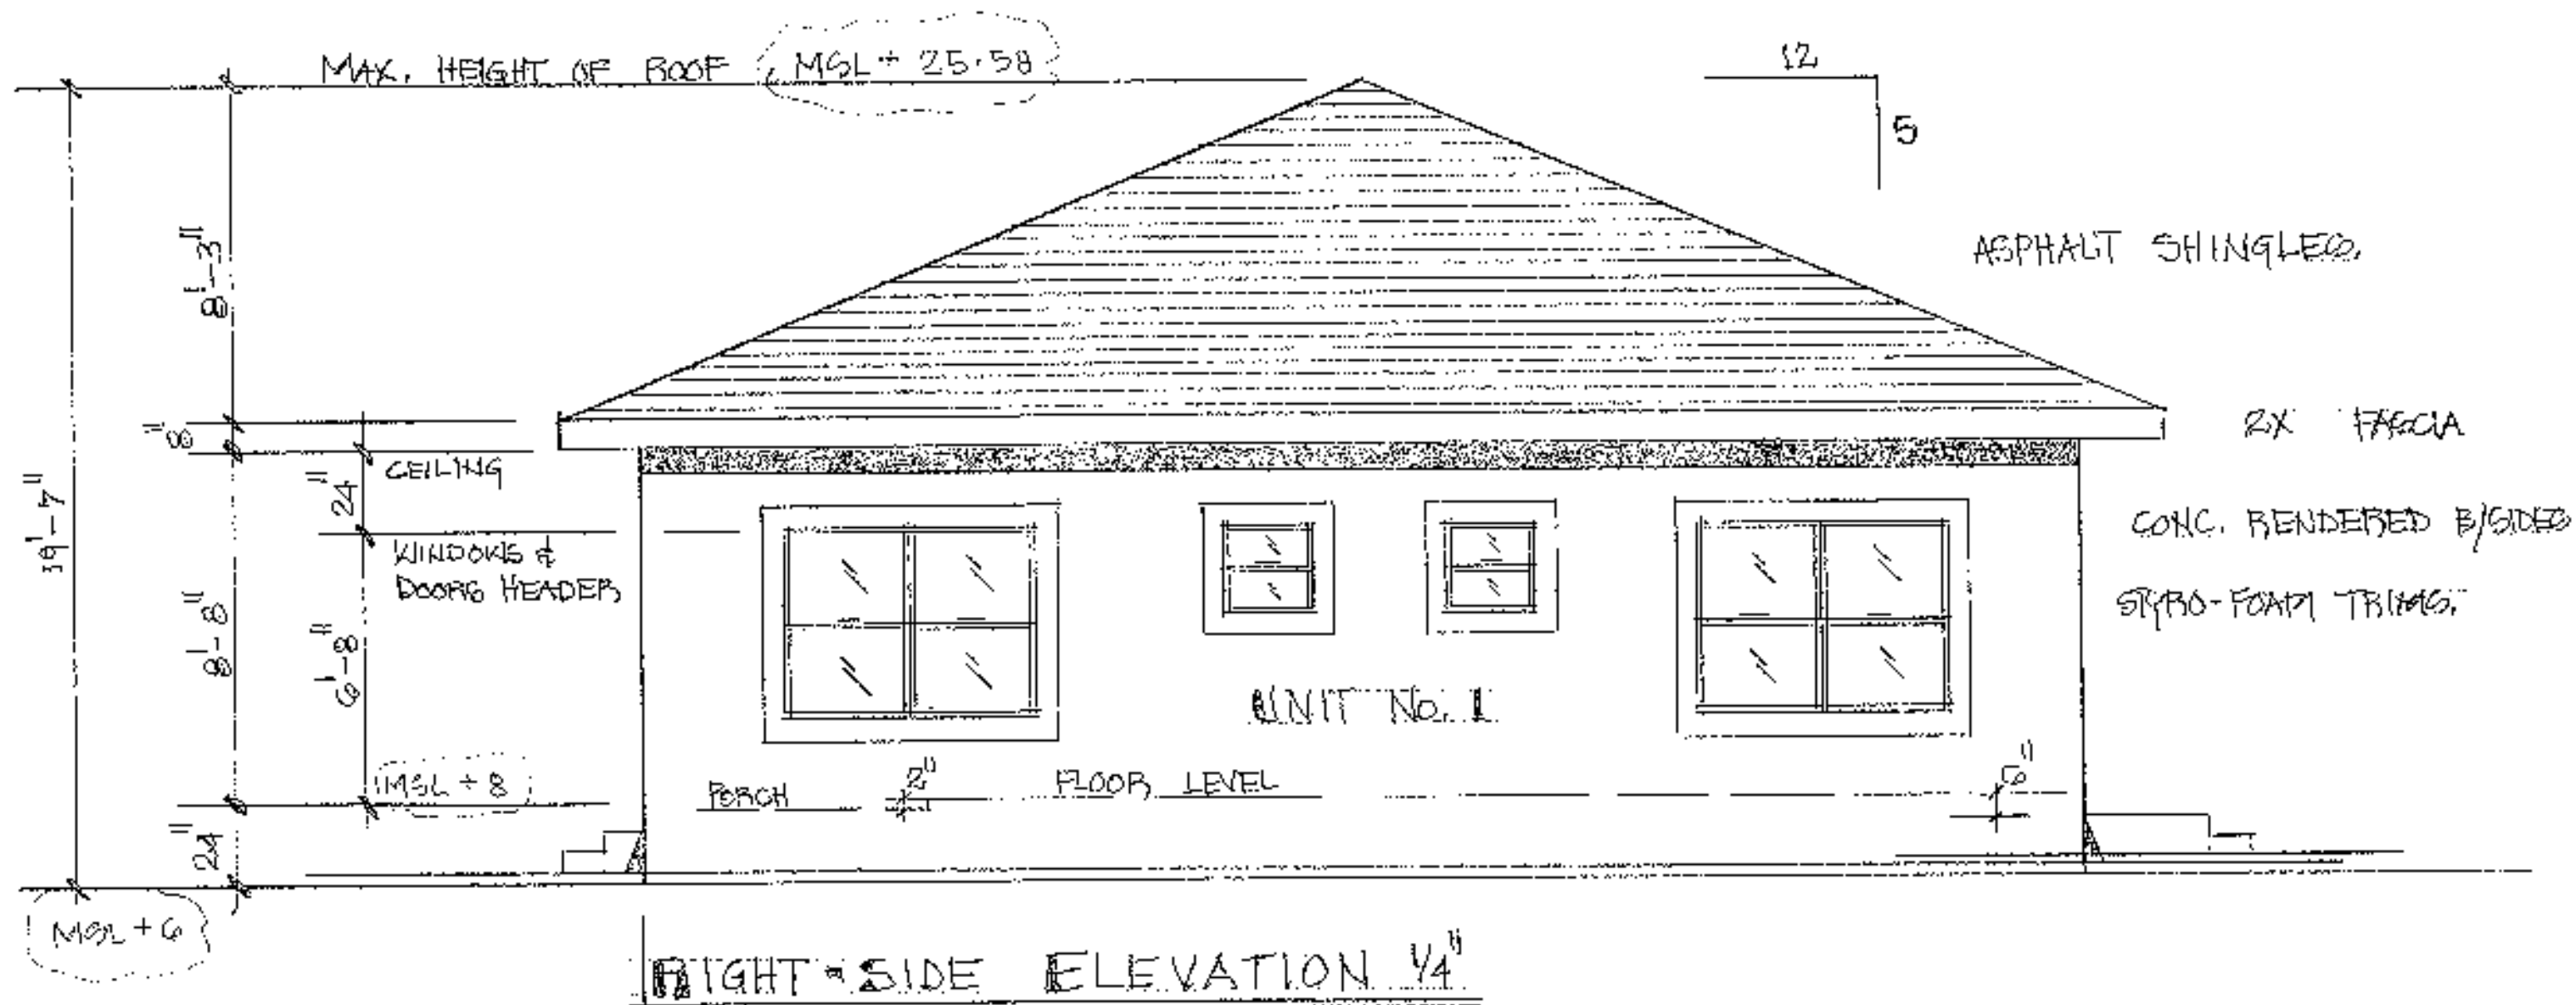 MAX. HEIGHT OF ROOF MSL + 25.58
12
5
8'-3"
ASPHALT SHINGLES.
8"
2X FASCIA
CEILING
24"
19'-7"
CONC. RENDERED B/SIDES
WINDOWS &
DOORS HEADER
STYRO-FOAM TRIMS.
8'-8"
6'-8"
UNIT No. 1
MSL + 8
PORCH
2"
FLOOR LEVEL
6"
24"
MSL + 6
RIGHT-SIDE ELEVATION 1/4"